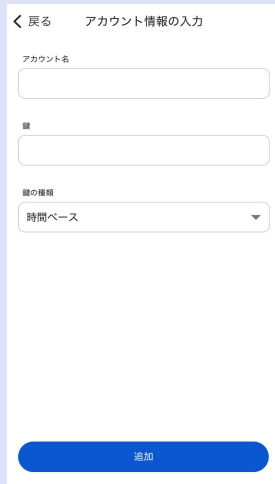 戻る アカウント情報の入力
アカウント名
鍵
鍵の種類
時間ベース
追加